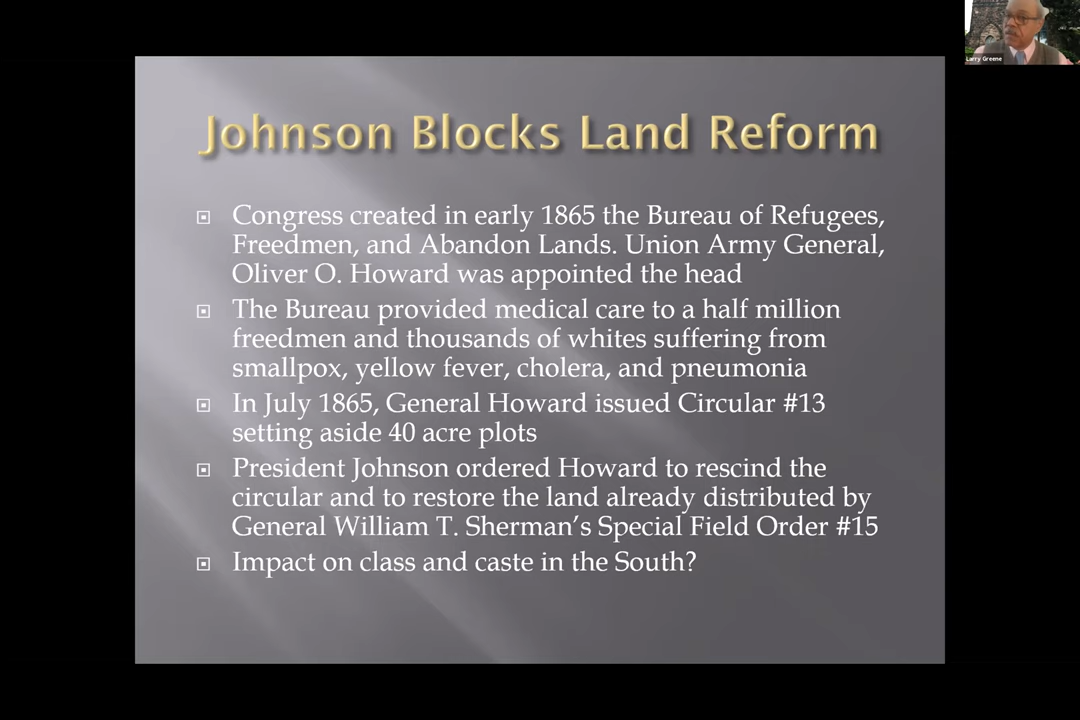 Larry Greene
Johnson Blocks Land Reform
Congress created in early 1865 the Bureau of Refugees,
Freedmen, and Abandon Lands. Union Army General,
Oliver O. Howard was appointed the head
The Bureau provided medical care to a half million
freedmen and thousands of whites suffering from
smallpox, yellow fever, cholera, and pneumonia
In July 1865, General Howard issued Circular #13
setting aside 40 acre plots
President Johnson ordered Howard to rescind the
circular and to restore the land already distributed by
General William T. Sherman’s Special Field Order #15
Impact on class and caste in the South?